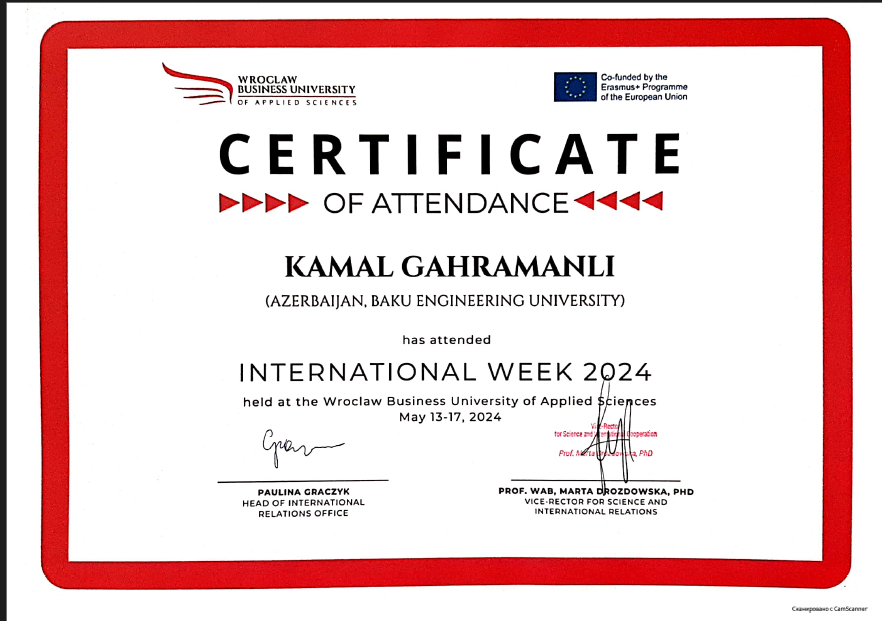 WROCLAW
BUSINESS UNIVERSITY
OF APPLIED SCIENCES
Co-funded by the
Erasmus+ Programme
of the European Union
CERTIFICATE
OF ATTENDANCE
KAMAL GAHRAMANLI
(AZERBAIJAN, BAKU ENGINEERING UNIVERSITY)
has attended
INTERNATIONAL WEEK 2024
held at the Wroclaw Business University of Applied Sciences
May 13-17, 2024
Vice-Rector
for Science and International Cooperation
Prof. Marta Drozdowska, PhD
PAULINA GRACZYK
HEAD OF INTERNATIONAL
RELATIONS OFFICE
PROF. WAB, MARTA DROZDOWSKA, PHD
VICE-RECTOR FOR SCIENCE AND
INTERNATIONAL RELATIONS
Сканировано с CamScanner